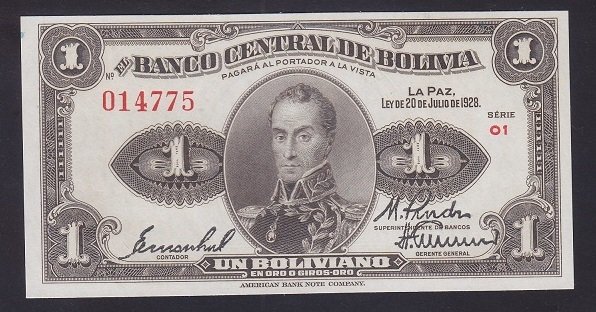 1 EL BANCO CENTRAL DE BOLIVIA 1
PAGARÁ AL PORTADOR A LA VISTA
Nº 014775
LA PAZ,
LEY DE 20 DE JULIO DE 1928.
SÉRIE
01
1 1
SUPERINTENDENTE DE BANCOS
CONTADOR
GERENTE GENERAL
1 UN BOLIVIANO 1
EN ORO O GIROS-ORO
AMERICAN BANK NOTE COMPANY.